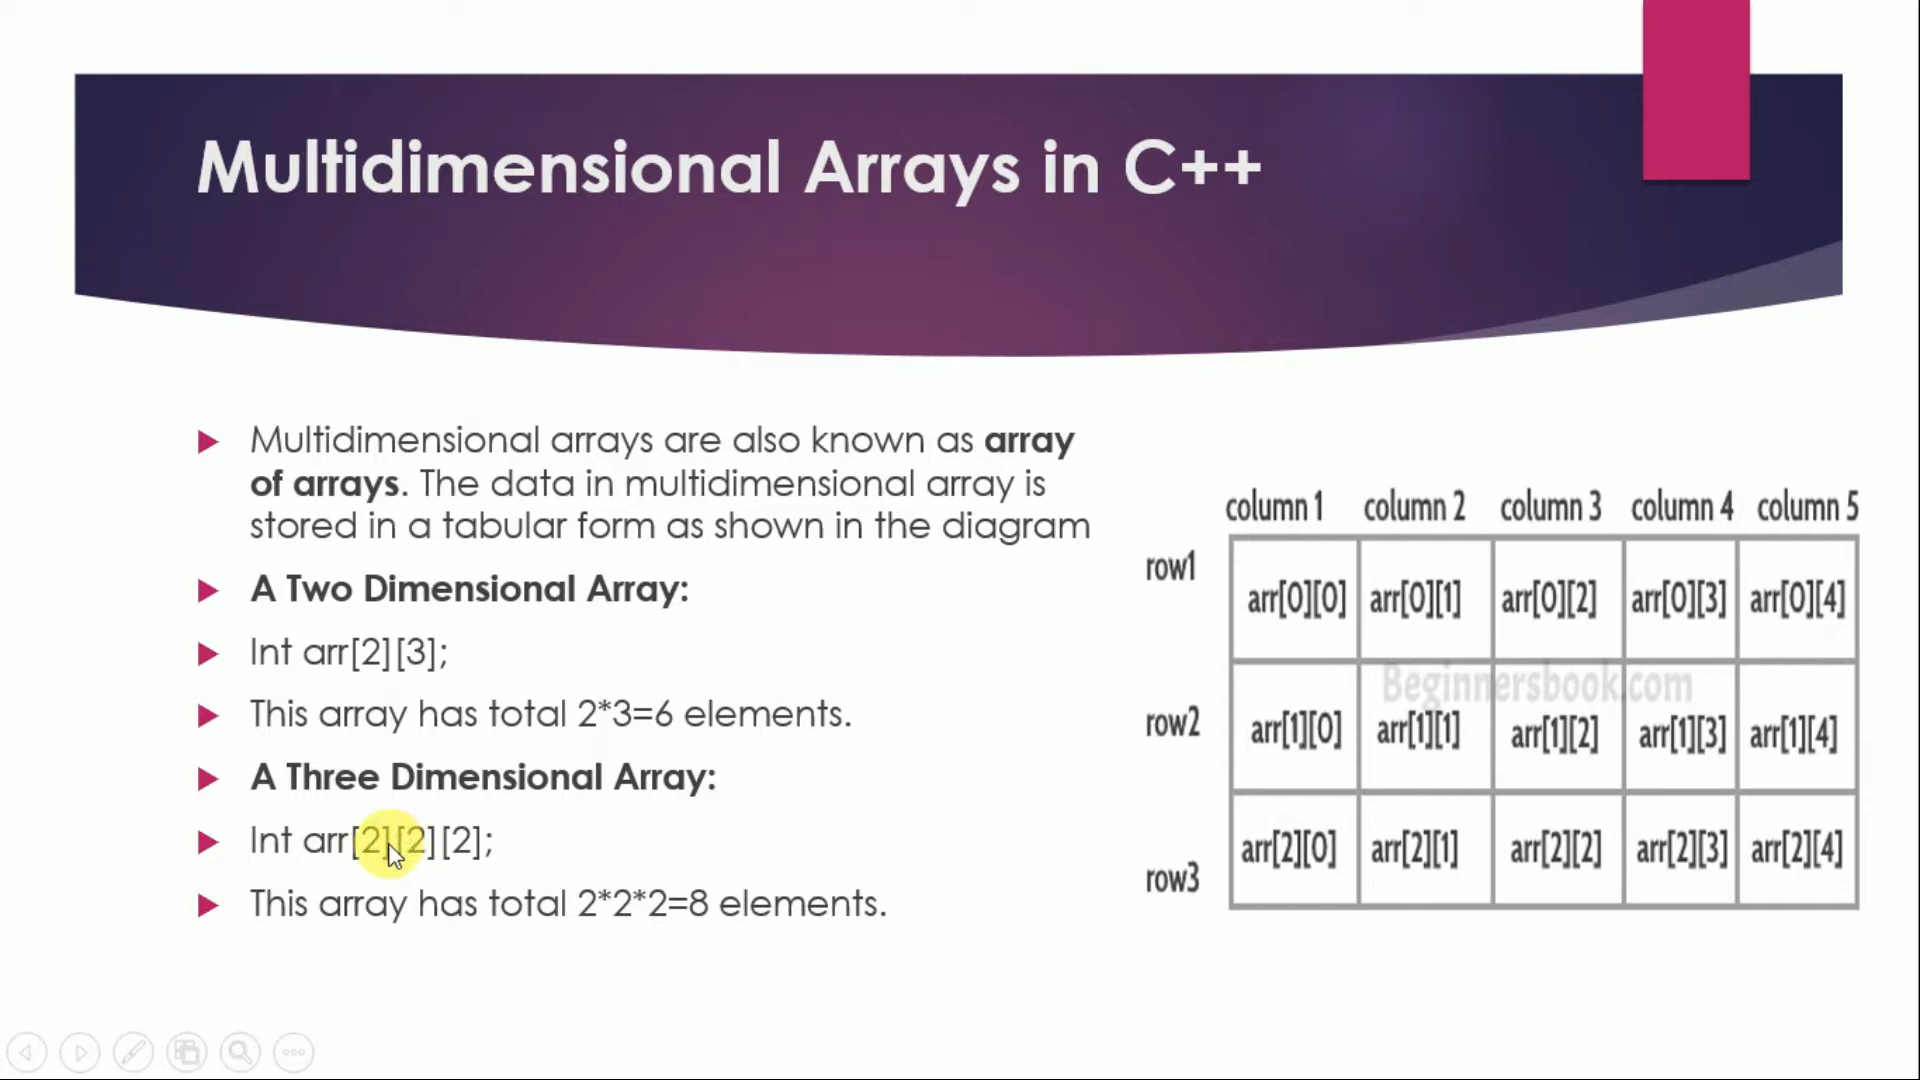 Multidimensional Arrays in C++
Multidimensional arrays are also known as array
of arrays. The data in multidimensional array is
stored in a tabular form as shown in the diagram
A Two Dimensional Array:
Int arr[2][3];
This array has total 2*3=6 elements.
A Three Dimensional Array:
Int arr[2][2][2];
This array has total 2*2*2=8 elements.
column 1 column 2 column 3 column 4 column 5
row1 arr[0][0] arr[0][1] arr[0][2] arr[0][3] arr[0][4]
Beginnersbook.com
row2 arr[1][0] arr[1][1] arr[1][2] arr[1][3] arr[1][4]
row3 arr[2][0] arr[2][1] arr[2][2] arr[2][3] arr[2][4]